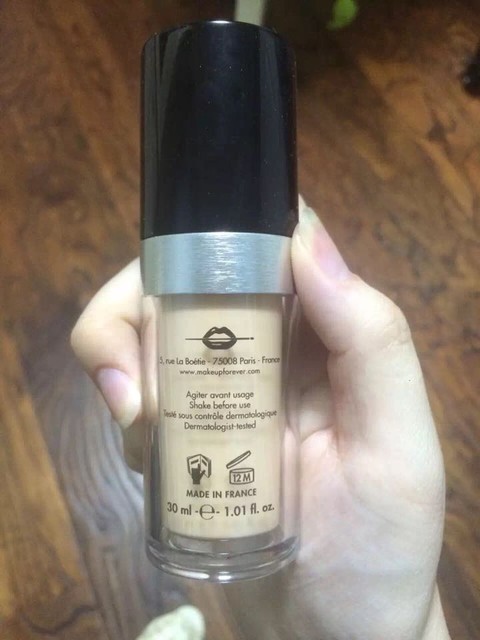 5, rue La Boétie - 75008 Paris - France
www.makeupforever.com
Agiter avant usage
Shake before use
Testé sous contrôle dermatologique
Dermatologist-tested
12 M
MADE IN FRANCE
30 ml - ℮ - 1.01 fl. oz.